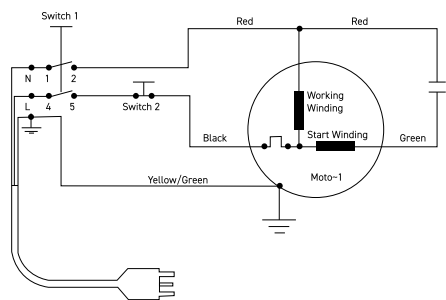 Switch 1
Red
Red
N
1
2
L
4
5
Switch 2
Working
Winding
Start Winding
Black
Green
Moto~1
Yellow/Green